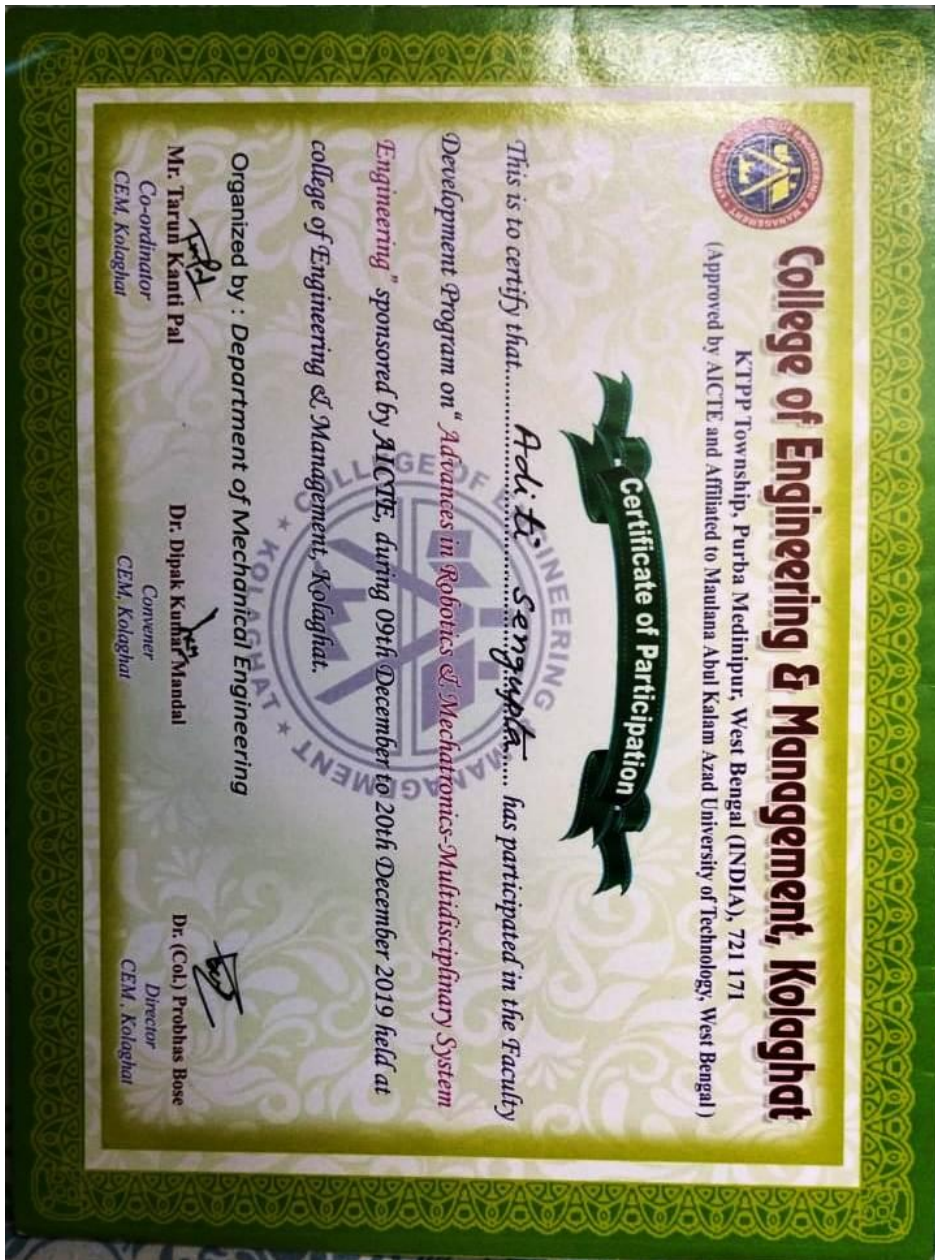 College of Engineering & Management, Kolaghat
KTPP Township, Purba Medinipur, West Bengal (INDIA), 721 171
(Approved by AICTE and Affiliated to Maulana Abul Kalam Azad University of Technology, West Bengal)
Certificate of Participation
This is to certify that.....Aditi Sengupta..... has participated in the Faculty
Development Program on "Advances in Robotics & Mechatronics-Multidisciplinary System
Engineering" sponsored by AICTE, during 09th December to 20th December 2019 held at
college of Engineering & Management, Kolaghat.
COLLEGE OF ENGINEERING & MANAGEMENT ★ KOLAGHAT ★
Organized by : Department of Mechanical Engineering
Mr. Tarun Kanti Pal Dr. Dipak Kumar Mandal Dr. (Col.) Probhas Bose
Co-ordinator Convener Director
CEM, Kolaghat CEM, Kolaghat CEM, Kolaghat